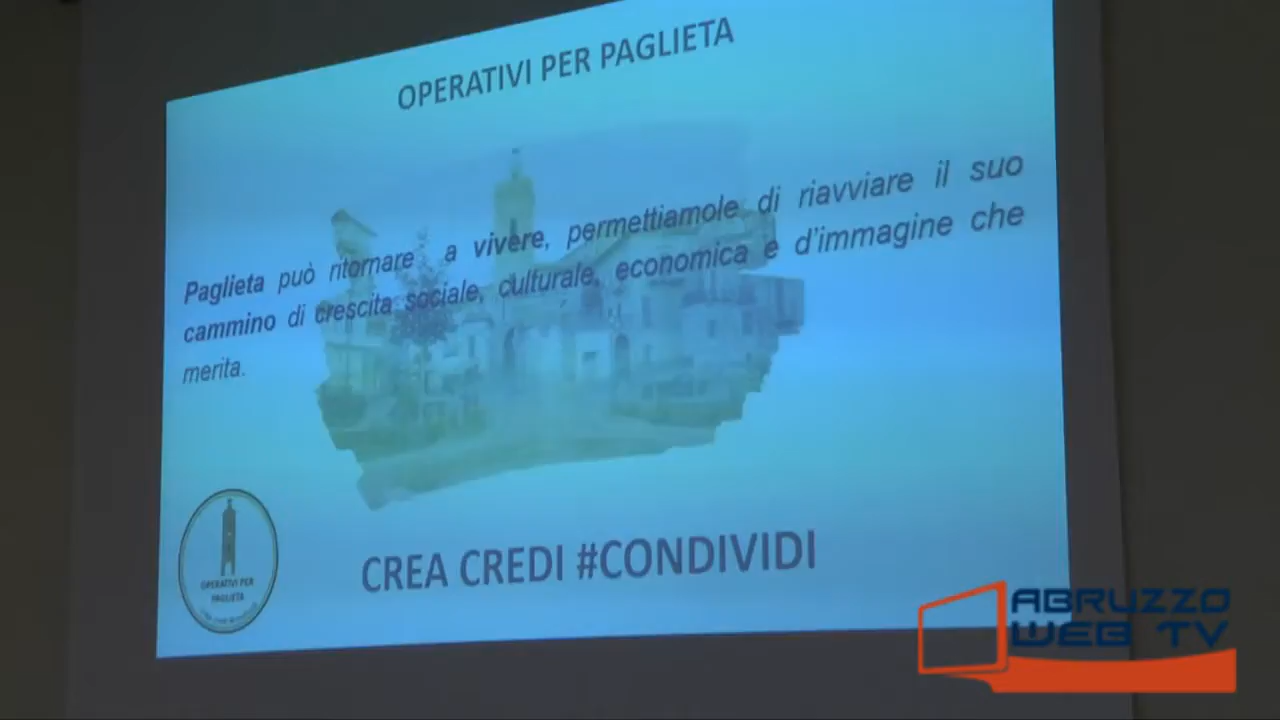 OPERATIVI PER PAGLIETA
Paglieta può ritornare a vivere, permettiamole di riavviare il suo
cammino di crescita sociale, culturale, economica e d'immagine che
merita.
OPERATIVI PER
PAGLIETA
CREA CREDI #CONDIVIDI
ABRUZZO
WEB TV